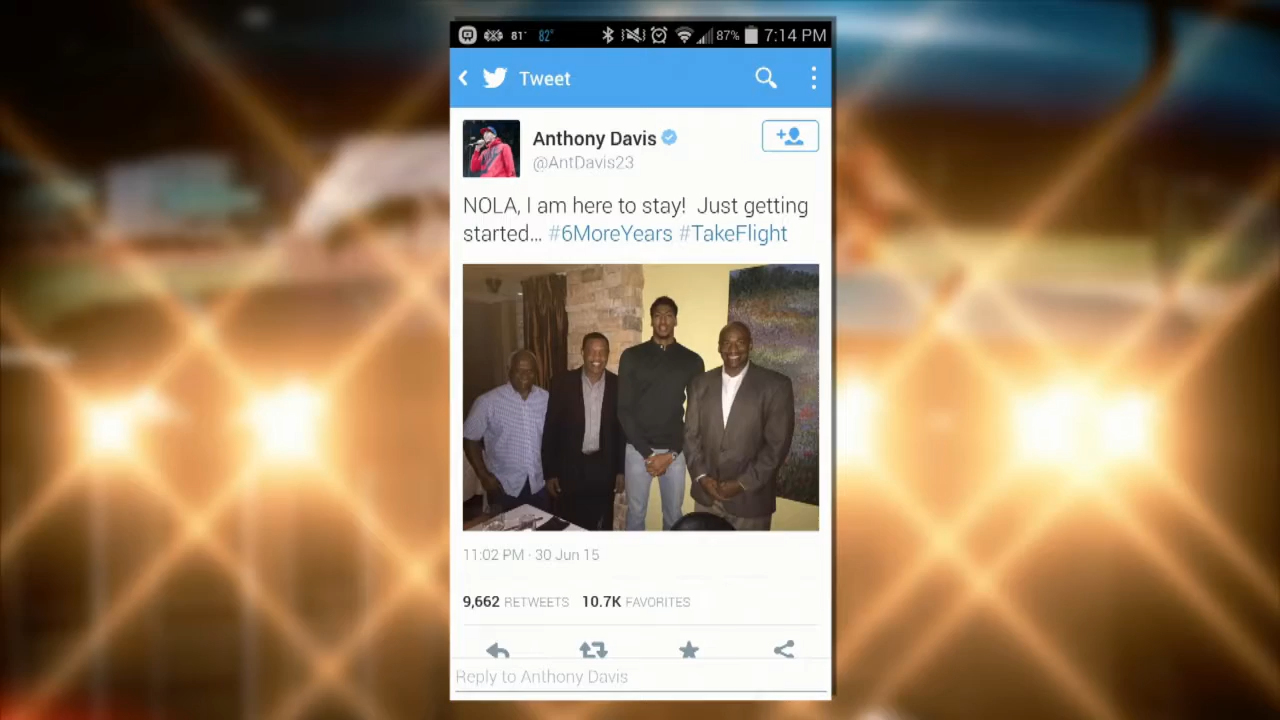 81° 82° 87% 7:14 PM
Tweet
Anthony Davis
@AntDavis23
NOLA, I am here to stay!  Just getting
started... #6MoreYears #TakeFlight
11:02 PM · 30 Jun 15
9,662 RETWEETS 10.7K FAVORITES
Reply to Anthony Davis